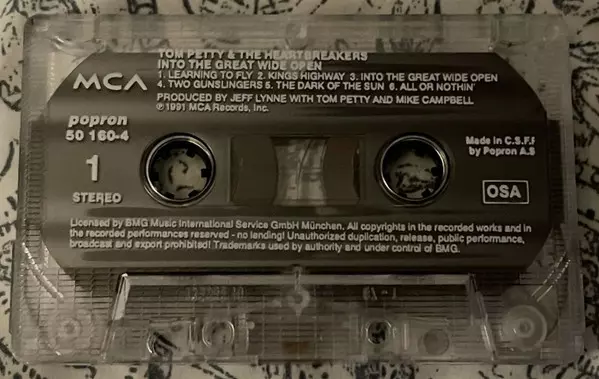 TOM PETTY & THE HEARTBREAKERS
INTO THE GREAT WIDE OPEN
1. LEARNING TO FLY 2. KINGS HIGHWAY 3. INTO THE GREAT WIDE OPEN
4. TWO GUNSLINGERS 5. THE DARK OF THE SUN 6. ALL OR NOTHIN'
PRODUCED BY JEFF LYNNE WITH TOM PETTY AND MIKE CAMPBELL
℗ 1991 MCA Records, Inc.
MCA
popron
50 160-4
1
STEREO
Made in C.S.F.R
by Popron A.S
OSA
Licensed by BMG Music International Service GmbH München. All copyrights in the recorded works and in
the recorded performances reserved - no lending! Unauthorized duplication, release, public performance,
broadcast and export prohibited! Trademarks used by authority and under control of BMG.